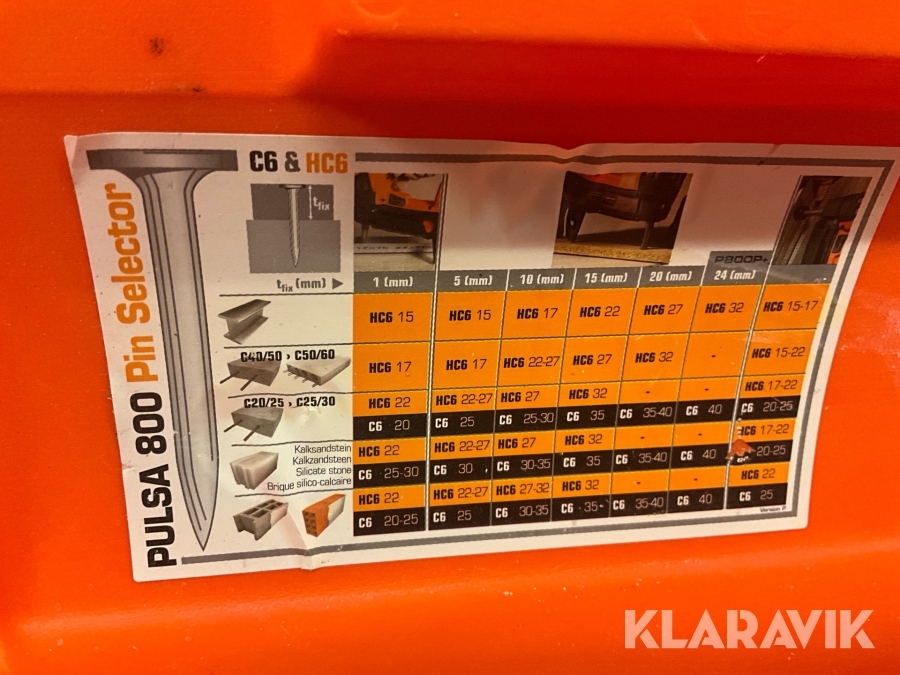 PULSA 800 Pin Selector
C6 & HC6
tfix
P800P+
tfix (mm) 1 (mm) 5 (mm) 10 (mm) 15 (mm) 20 (mm) 24 (mm)
HC6 15 HC6 15 HC6 17 HC6 22 HC6 27 HC6 32 HC6 15-17
C40/50 › C50/60
HC6 17 HC6 17 HC6 22-27 HC6 27 HC6 32 - HC6 15-22
C20/25 › C25/30
HC6 22 HC6 22-27 HC6 27 HC6 32 - - HC6 17-22
C6 20 C6 25 C6 25-30 C6 35 C6 35-40 C6 40 C6 20-25
Kalksandstein
Kalkzandsteen
Silicate stone
Brique silico-calcaire
HC6 22 HC6 22-27 HC6 27 HC6 32 - - HC6 17-22
C6 25-30 C6 30 C6 30-35 C6 35 C6 35-40 C6 40 20-25
HC6 22 HC6 22-27 HC6 27-32 HC6 32 - - HC6 22
C6 20-25 C6 25 C6 30-35 C6 35 C6 35-40 C6 40 C6 25
KLARAVIK